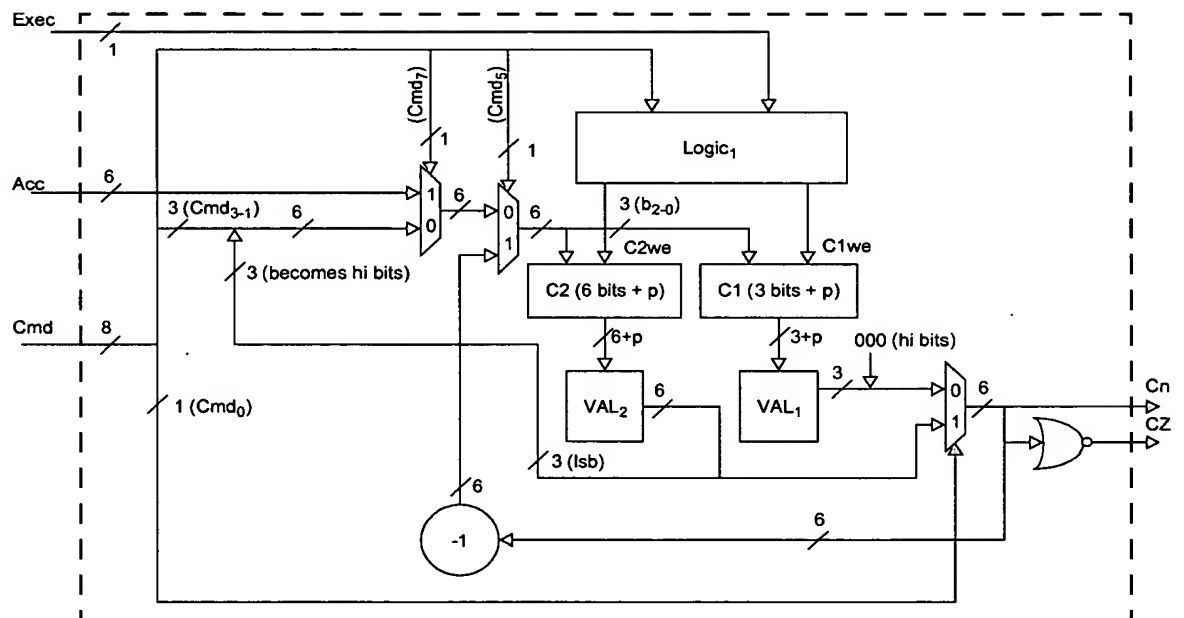 Exec
1
(Cmd7)
1
(Cmd5)
1
Logic1
Acc
6
3 (Cmd3-1)
6
1
0
6
0
1
6
3 (b2-0)
C2we
C1we
3 (becomes hi bits)
C2 (6 bits + p)
C1 (3 bits + p)
Cmd
8
6+p
3+p
000 (hi bits)
1 (Cmd0)
VAL2
6
VAL1
3
0
1
6
Cn
CZ
3 (lsb)
6
-1
6